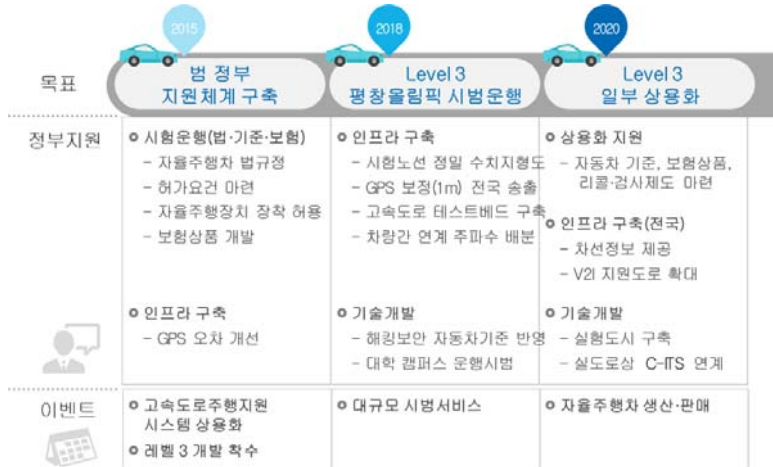 2015
2018
2020
목표
범 정부
지원체계 구축
Level 3
평창올림픽 시범운행
Level 3
일부 상용화
정부지원
시험운행(법·기준·보험)
- 자율주행차 법규정
- 허가요건 마련
- 자율주행장치 장착 허용
- 보험상품 개발
인프라 구축
- GPS 오차 개선
인프라 구축
- 시험노선 정밀 수치지형도
- GPS 보정(1m) 전국 송출
- 고속도로 테스트베드 구축
- 차량간 연계 주파수 배분
기술개발
- 해킹보안 자동차기준 반영
- 대학 캠퍼스 운행시범
상용화 지원
- 자동차 기준, 보험상품,
리콜·검사제도 마련
인프라 구축(전국)
- 차선정보 제공
- V2I 지원도로 확대
기술개발
- 실험도시 구축
- 실도로상 C-ITS 연계
이벤트
고속도로주행지원
시스템 상용화
레벨 3 개발 착수
대규모 시범서비스
자율주행차 생산·판매